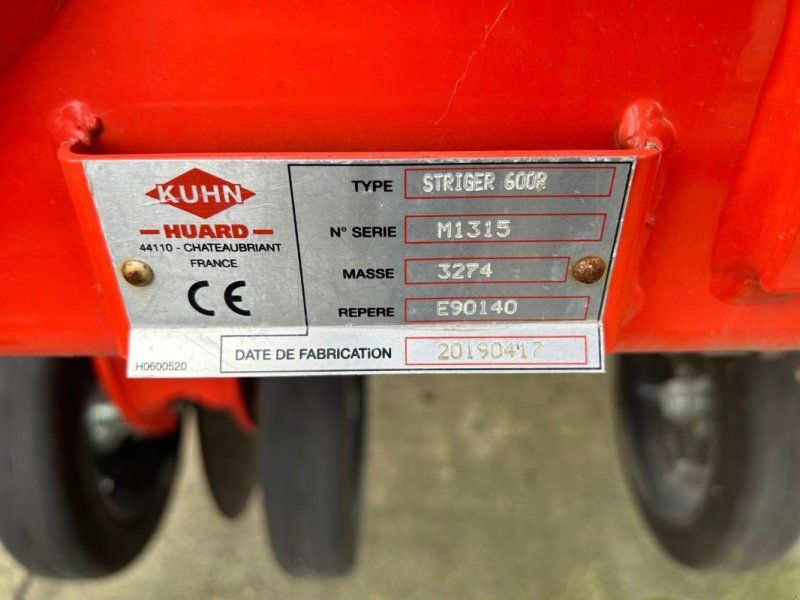 KUHN
HUARD
44110 - CHATEAUBRIANT
FRANCE
CE
H0600520
TYPE STRIGER 600R
N° SERIE M1315
MASSE 3274
REPERE E90140
DATE DE FABRICATION 20190417